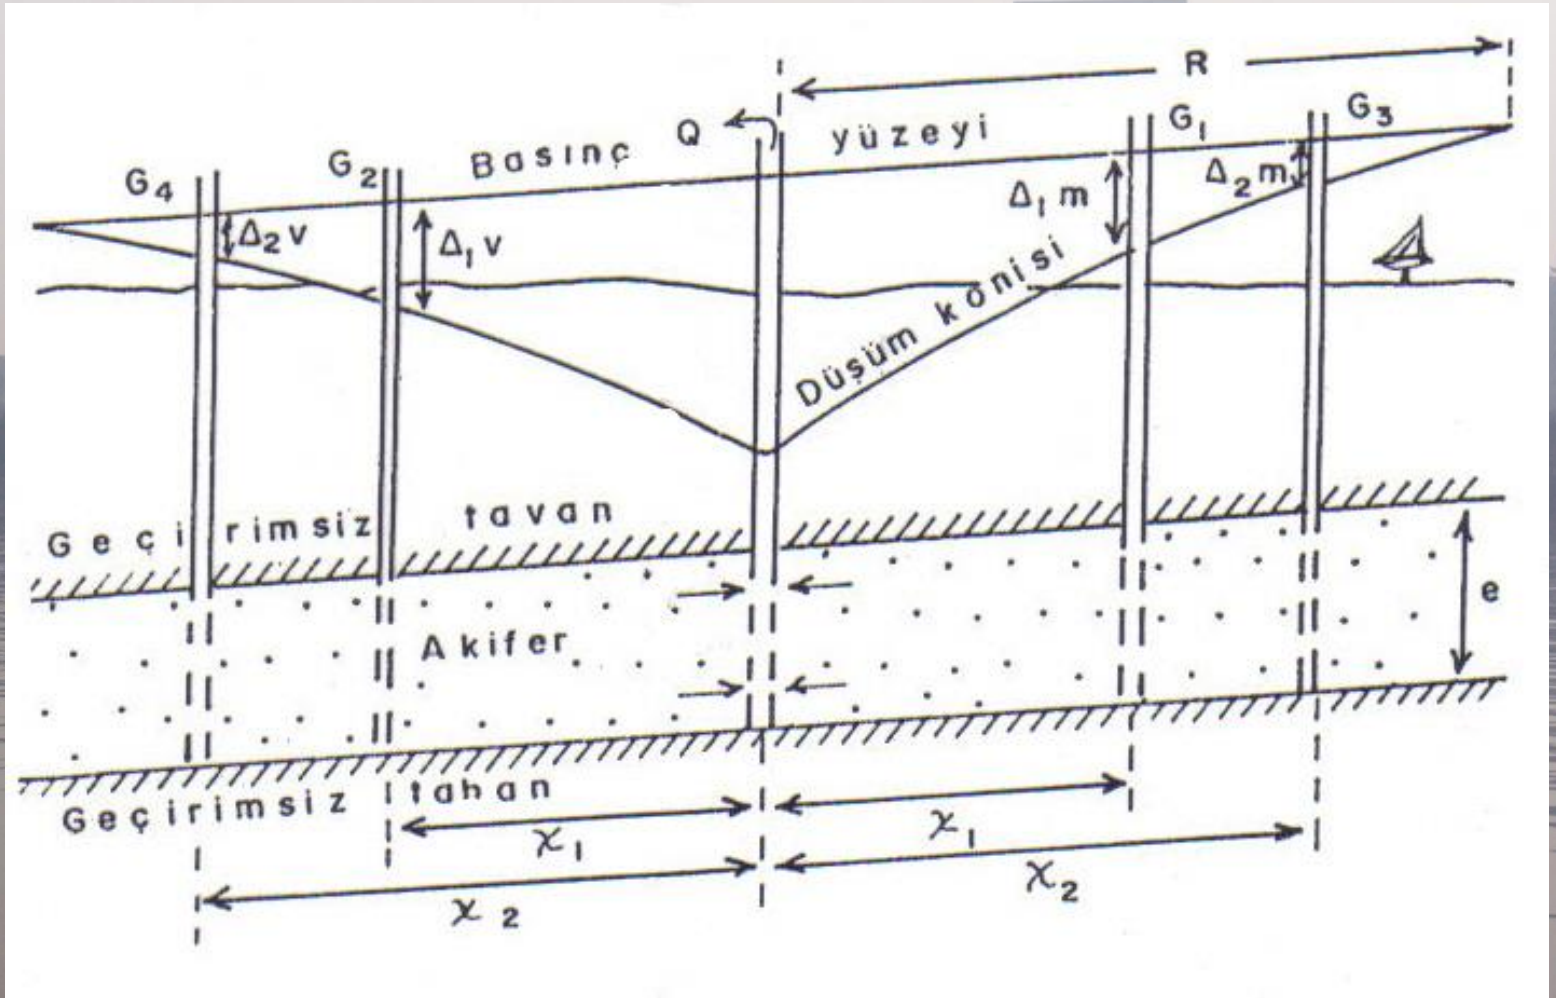 R
Q
yüzeyi
G1
G3
G4
G2
Basınç
Δ2 v
Δ1 v
Δ1 m
Δ2 m
Düşüm konisi
Geçirimsiz tavan
Akifer
e
Geçirimsiz taban
x1
x1
x2
x2